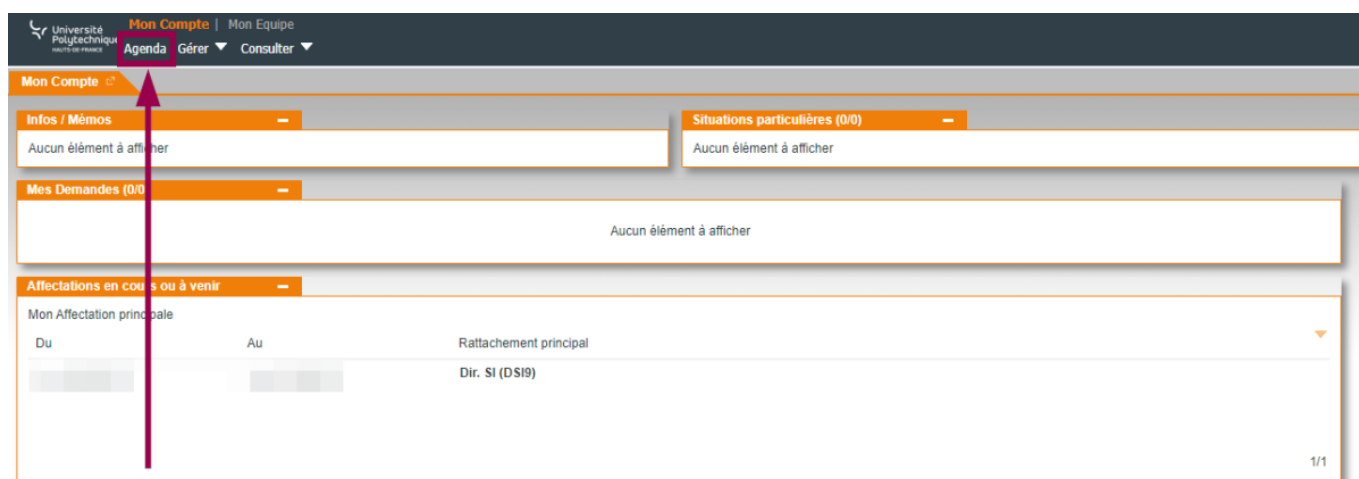 Université
Polytechnique
HAUTS-DE-FRANCE
Mon Compte | Mon Equipe
Agenda Gérer ▼ Consulter ▼
Mon Compte
Infos / Mémos
Aucun élément à afficher
Situations particulières (0/0)
Aucun élément à afficher
Mes Demandes (0/0
Aucun élément à afficher
Affectations en cours ou à venir
Mon Affectation principale
Du Au Rattachement principal
Dir. SI (DSI9)
1/1